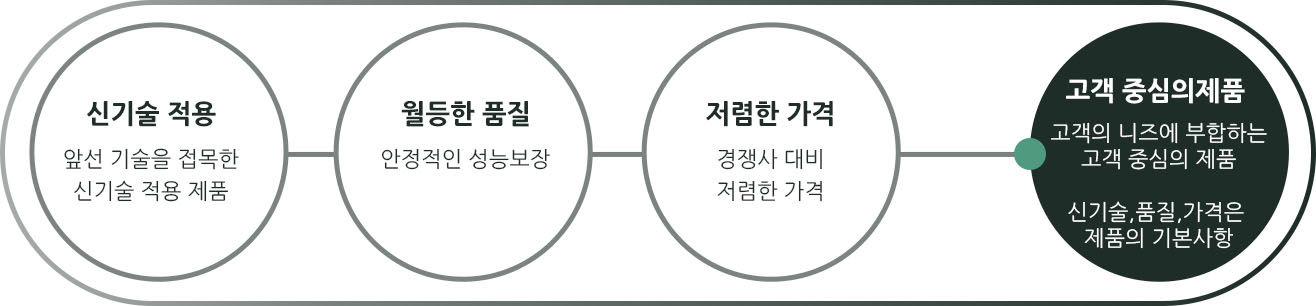 신기술 적용
앞선 기술을 접목한
신기술 적용 제품
월등한 품질
안정적인 성능보장
저렴한 가격
경쟁사 대비
저렴한 가격
고객 중심의제품
고객의 니즈에 부합하는
고객 중심의 제품
신기술,품질,가격은
제품의 기본사항